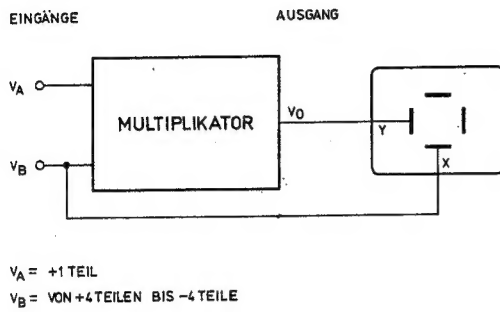 EINGÄNGE AUSGANG
VA
MULTIPLIKATOR
VO
Y
VB
X
VA = +1 TEIL
VB = VON +4 TEILEN BIS -4 TEILE